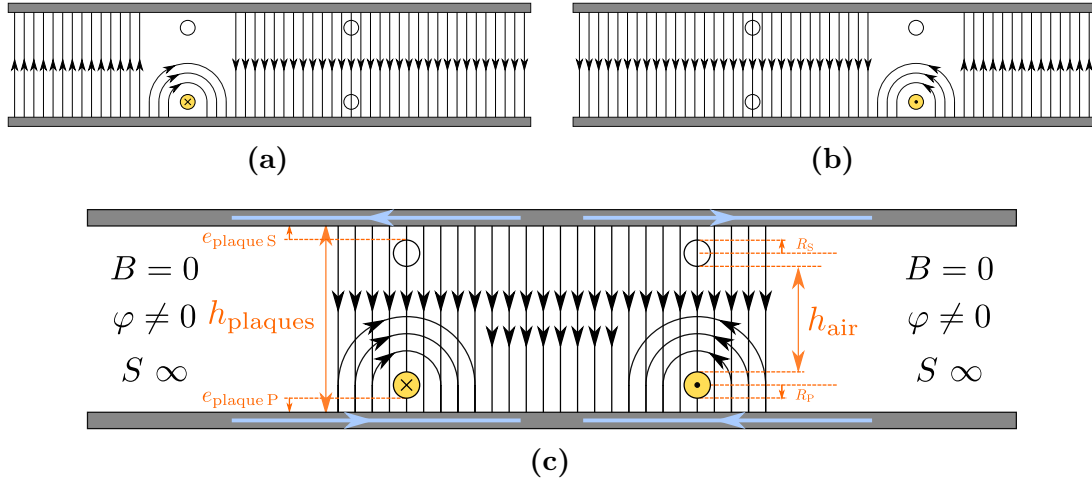 (a)
(b)
e_plaque S
R_S
B = 0
φ ≠ 0
S ∞
h_plaques
h_air
B = 0
φ ≠ 0
S ∞
e_plaque P
R_P
(c)